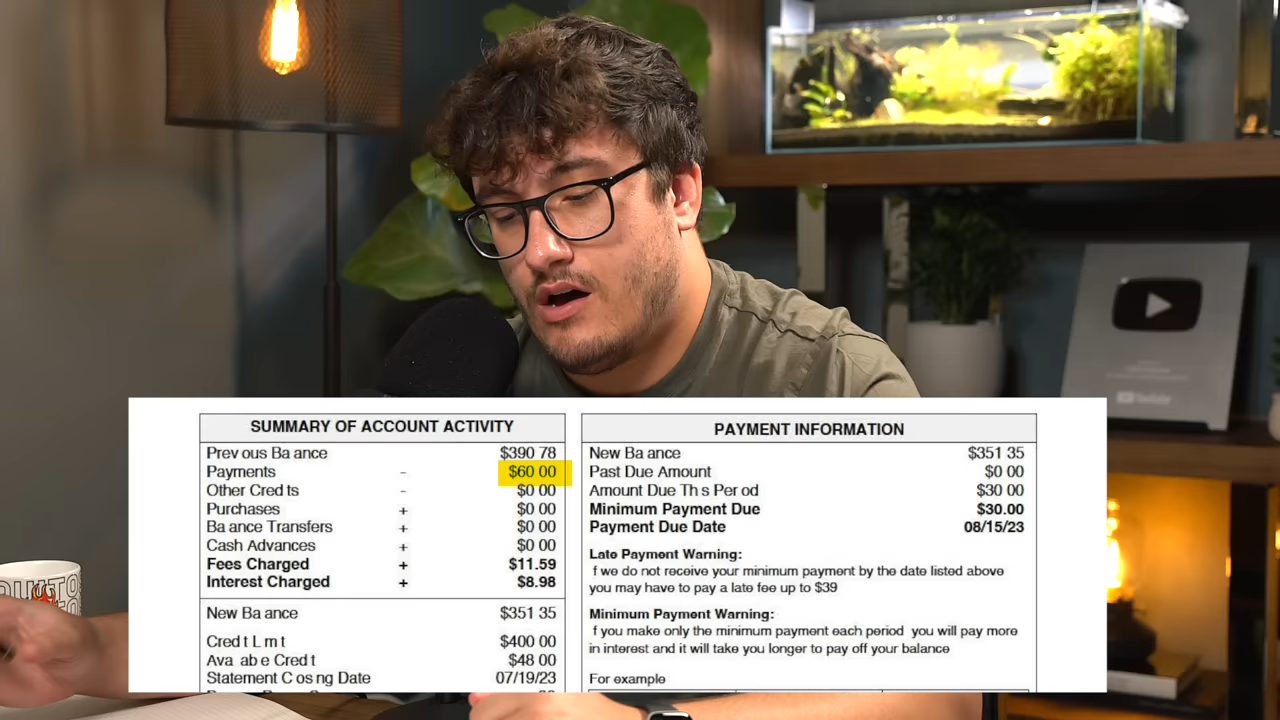 SUMMARY OF ACCOUNT ACTIVITY
Prev ous Ba ance $390 78
Payments - $60 00
Other Cred ts - $0 00
Purchases + $0 00
Ba ance Transfers + $0 00
Cash Advances + $0 00
Fees Charged + $11.59
Interest Charged + $8.98
New Ba ance $351 35
Cred t L m t $400 00
Ava ab e Cred t $48 00
Statement C os ng Date 07/19/23
PAYMENT INFORMATION
New Ba ance $351 35
Past Due Amount $0 00
Amount Due Th s Per od $30 00
Minimum Payment Due $30.00
Payment Due Date 08/15/23
Late Payment Warning:
f we do not receive your minimum payment by the date listed above
you may have to pay a late fee up to $39
Minimum Payment Warning:
f you make only the minimum payment each period you will pay more
in interest and it will take you longer to pay off your balance
For example